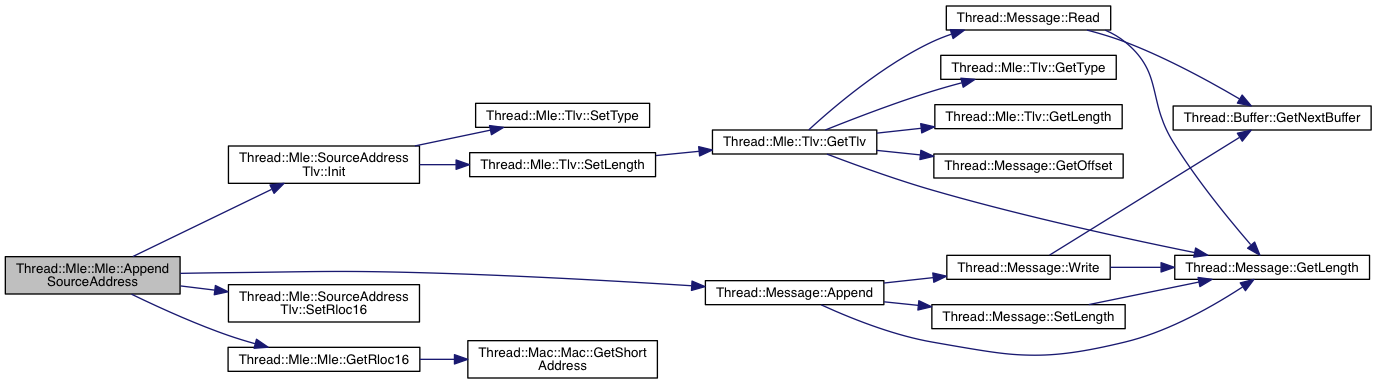 Thread::Mle::Mle::Append
SourceAddress
Thread::Mle::SourceAddress
Tlv::Init
Thread::Mle::Tlv::SetType
Thread::Mle::Tlv::SetLength
Thread::Mle::Tlv::GetTlv
Thread::Message::Read
Thread::Mle::Tlv::GetType
Thread::Mle::Tlv::GetLength
Thread::Message::GetOffset
Thread::Buffer::GetNextBuffer
Thread::Message::GetLength
Thread::Message::Append
Thread::Message::Write
Thread::Message::SetLength
Thread::Mle::SourceAddress
Tlv::SetRloc16
Thread::Mle::Mle::GetRloc16
Thread::Mac::Mac::GetShort
Address